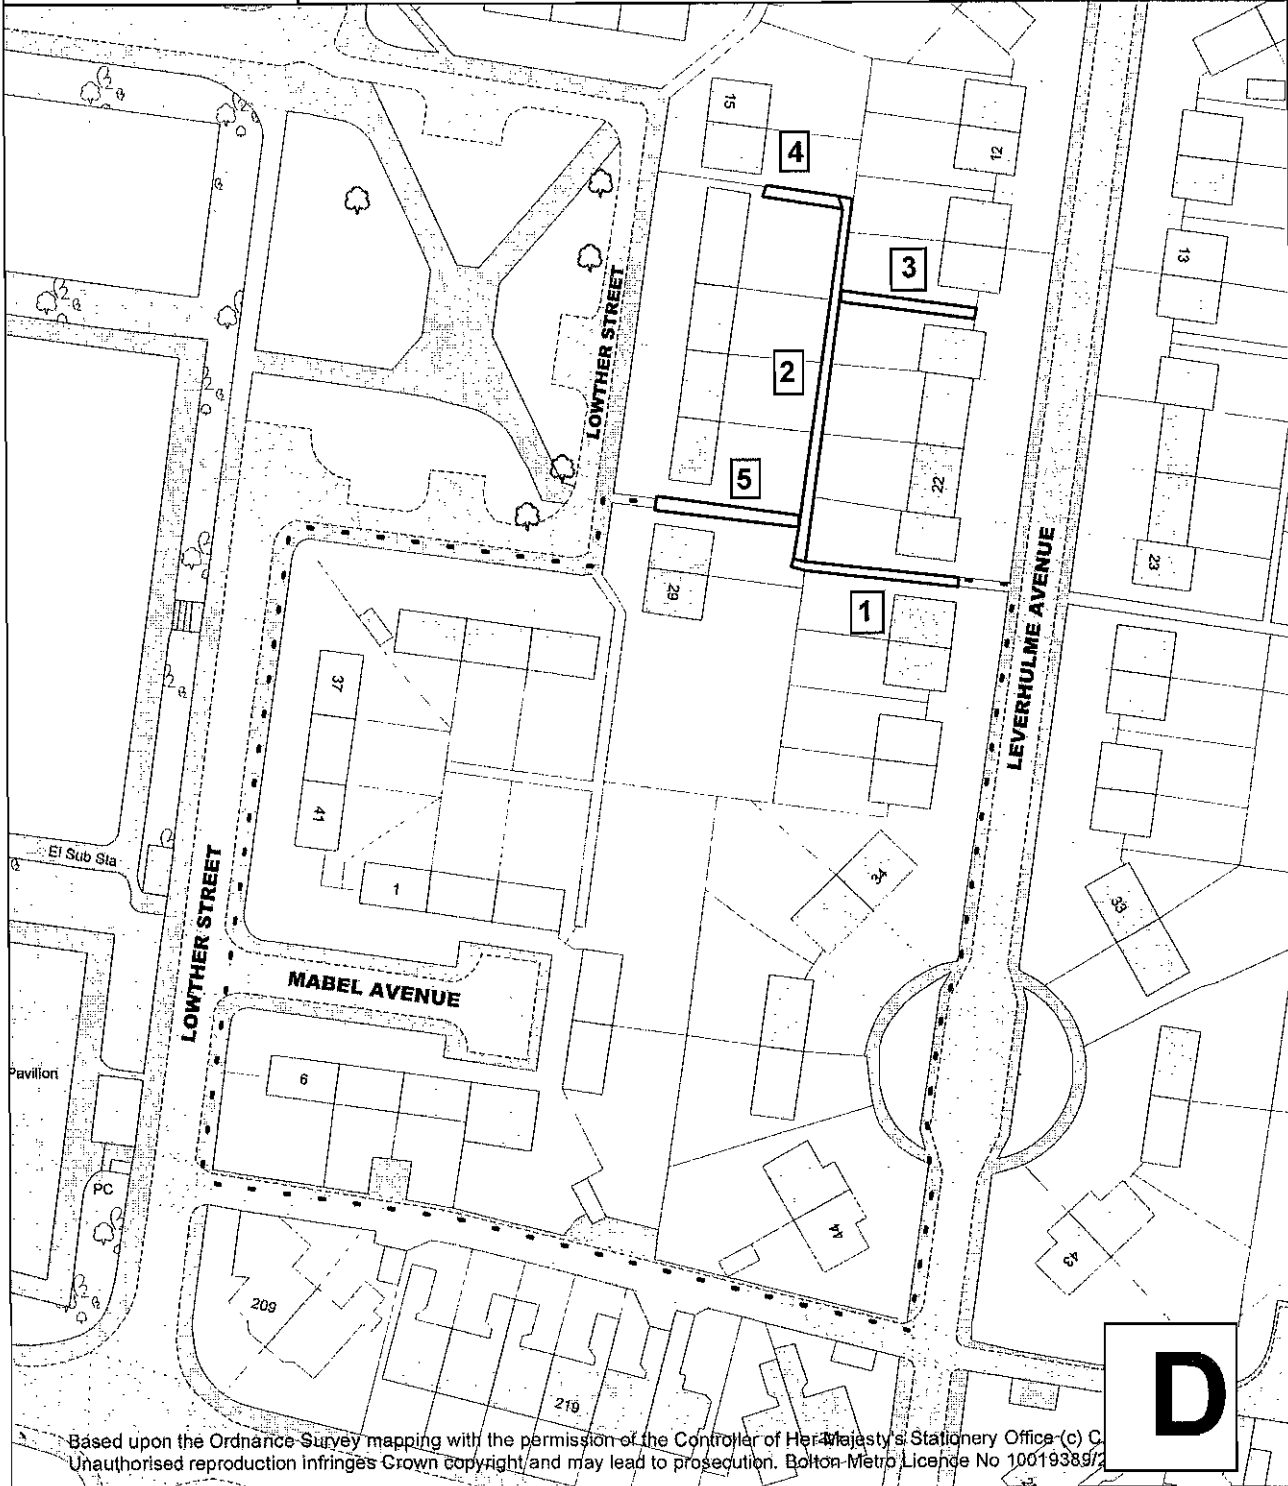 15
4
12
3
13
LOWTHER STREET
2
5
22
23
29
1
LEVERHULME AVENUE
37
41
El Sub Sta
1
34
33
LOWTHER STREET
MABEL AVENUE
Pavilion
6
PC
44
43
209
219
D
Based upon the Ordnance Survey mapping with the permission of the Controller of Her Majesty's Stationery Office (c) C
Unauthorised reproduction infringes Crown copyright and may lead to prosecution. Bolton Metro Licence No 10019389/2